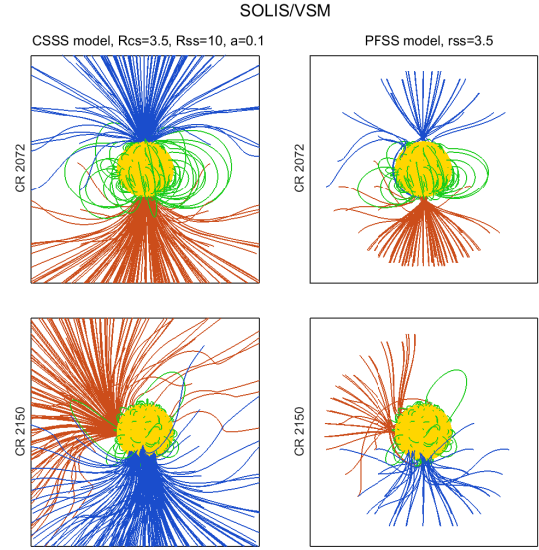 SOLIS/VSM
CSSS model, Rcs=3.5, Rss=10, a=0.1
PFSS model, rss=3.5
CR 2072
CR 2072
CR 2150
CR 2150